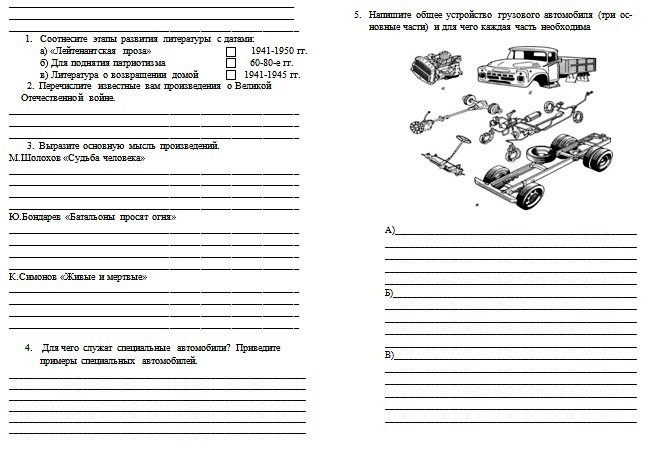 1. Соотнесите этапы развития литературы с датами:
а) «Лейтенантская проза» 1941-1950 гг.
б) Для поднятия патриотизма 60-80-е гг.
в) Литература о возвращении домой 1941-1945 гг.
2. Перечислите известные вам произведения о Великой
Отечественной войне.
3. Выразите основную мысль произведений.
М.Шолохов «Судьба человека»
Ю.Бондарев «Батальоны просят огня»
К.Симонов «Живые и мертвые»
4. Для чего служат специальные автомобили? Приведите
примеры специальных автомобилей.
5. Напишите общее устройство грузового автомобиля (три ос-
новные части) и для чего каждая часть необходима
А)
Б)
В)